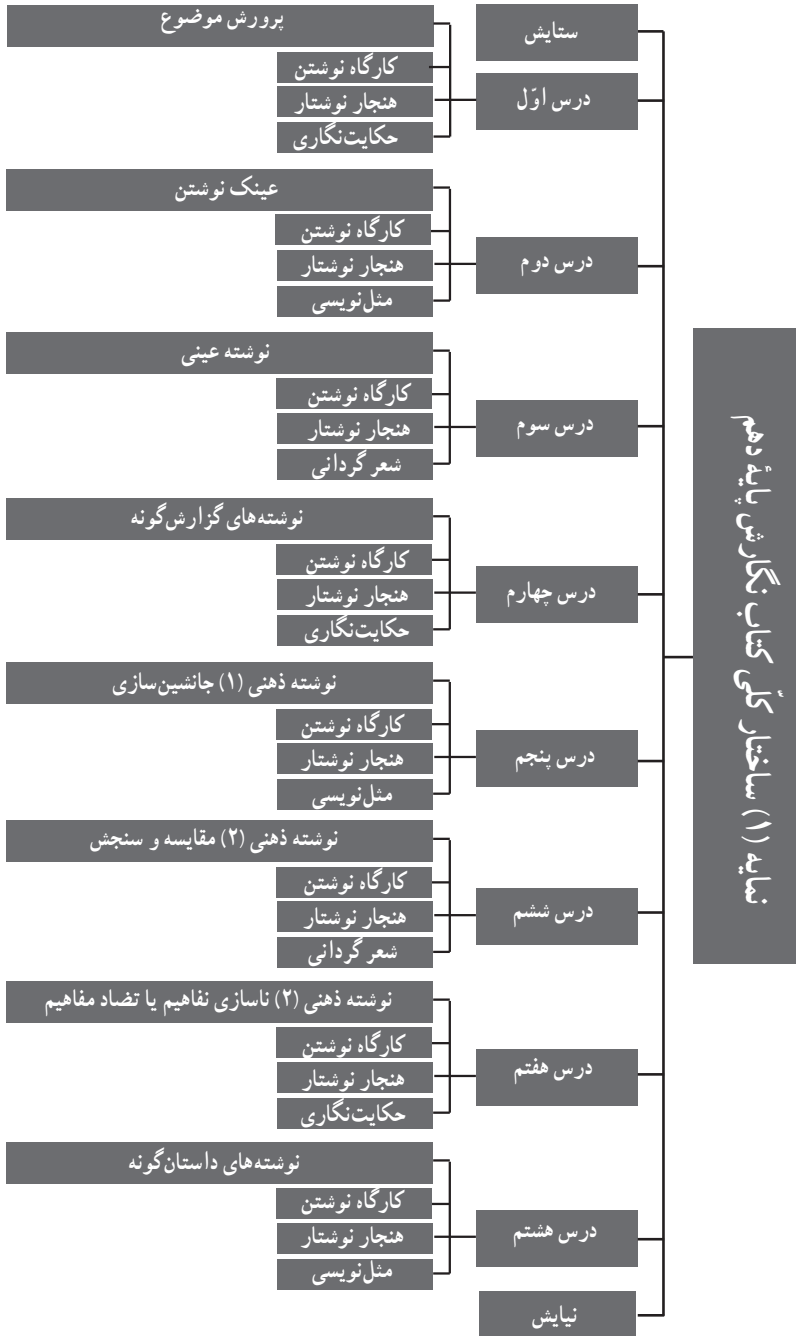 نمایه (۱) ساختار کلّی کتاب نگارش پایۀ دهم
ستایش
درس اوّل
پرورش موضوع
کارگاه نوشتن
هنجار نوشتار
حکایت‌نگاری
درس دوم
عینک نوشتن
کارگاه نوشتن
هنجار نوشتار
مثل‌نویسی
درس سوم
نوشته عینی
کارگاه نوشتن
هنجار نوشتار
شعر گردانی
درس چهارم
نوشته‌های گزارش‌گونه
کارگاه نوشتن
هنجار نوشتار
حکایت‌نگاری
درس پنجم
نوشته ذهنی (۱) جانشین‌سازی
کارگاه نوشتن
هنجار نوشتار
مثل‌نویسی
درس ششم
نوشته ذهنی (۲) مقایسه و سنجش
کارگاه نوشتن
هنجار نوشتار
شعر گردانی
درس هفتم
نوشته ذهنی (۲) ناسازی نفاهیم یا تضاد مفاهیم
کارگاه نوشتن
هنجار نوشتار
حکایت‌نگاری
درس هشتم
نوشته‌های داستان‌گونه
کارگاه نوشتن
هنجار نوشتار
مثل‌نویسی
نیایش